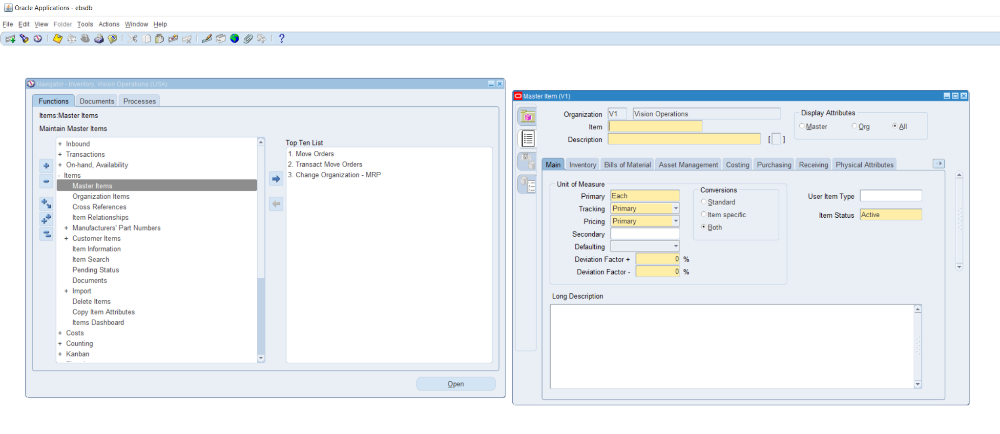 Oracle Applications - ebsdb
File Edit View Folder Tools Actions Window Help
?
Navigator - Inventory, Vision Operations (USA)
Functions Documents Processes
Items:Master Items
Maintain Master Items
+ Inbound
+ Transactions
+ On-hand, Availability
- Items
Master Items
Organization Items
Cross References
Item Relationships
+ Manufacturers' Part Numbers
+ Customer Items
Item Information
Item Search
Pending Status
Documents
+ Import
Delete Items
Copy Item Attributes
Items Dashboard
+ Costs
+ Counting
+ Kanban
Top Ten List
1. Move Orders
2. Transact Move Orders
3. Change Organization - MRP
Open
Master Item (V1)
Organization V1 Vision Operations
Item
Description [ ]
Display Attributes
Master Org All
Main Inventory Bills of Material Asset Management Costing Purchasing Receiving Physical Attributes
Unit of Measure
Primary Each
Tracking Primary
Pricing Primary
Secondary
Defaulting
Deviation Factor + 0 %
Deviation Factor - 0 %
Conversions
Standard
Item specific
Both
User Item Type
Item Status Active
Long Description